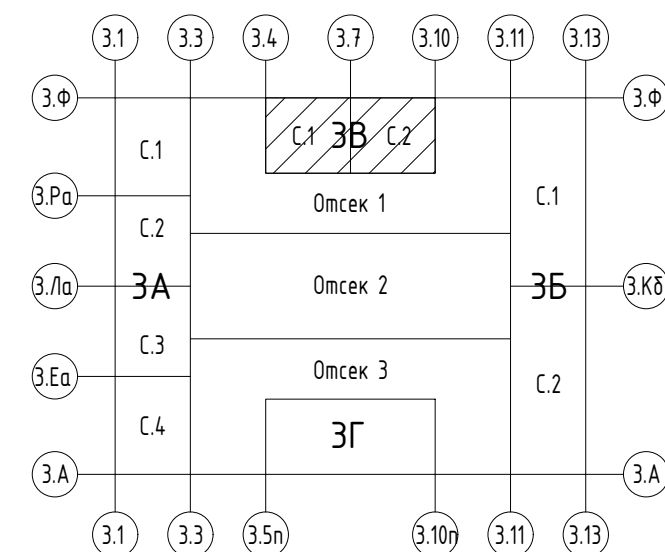 3.1 3.3 3.4 3.7 3.10 3.11 3.13
3.Ф 3.Ф
С.1 3В С.2
С.1
3.Ра С.1
Отсек 1
С.2
3.Ла 3А Отсек 2 3Б 3.Кб
С.3
3.Еа Отсек 3
С.2
С.4 3Г
3.А 3.А
3.1 3.3 3.5п 3.10п 3.11 3.13